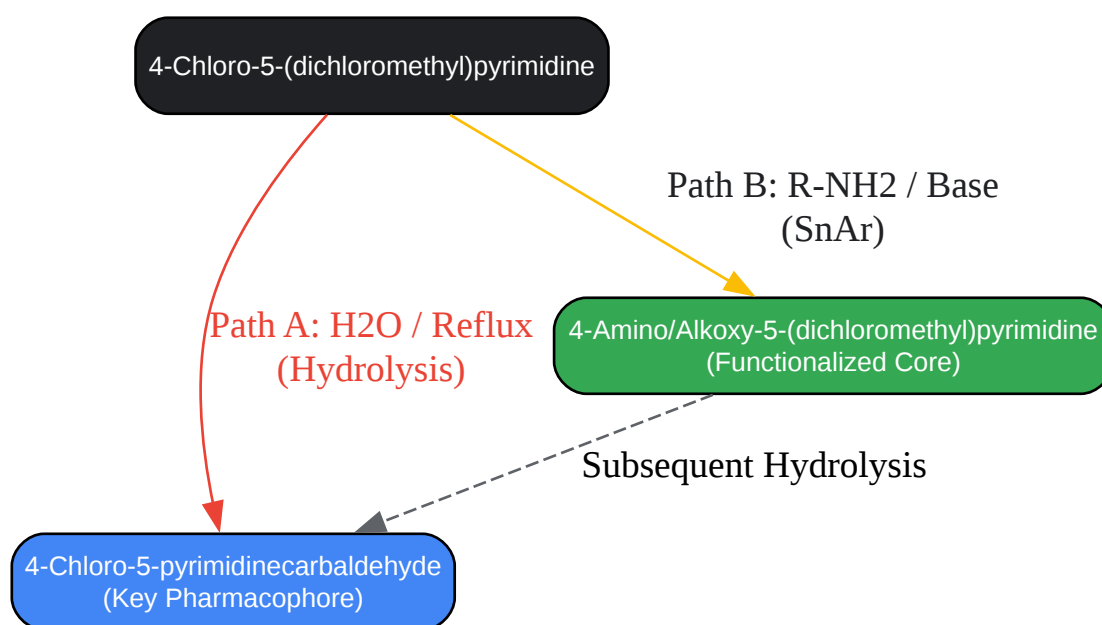 4-Chloro-5-(dichloromethyl)pyrimidine
Path B: R-NH2 / Base
(SnAr)
Path A: H2O / Reflux
(Hydrolysis)
4-Amino/Alkoxy-5-(dichloromethyl)pyrimidine
(Functionalized Core)
Subsequent Hydrolysis
4-Chloro-5-pyrimidinecarbaldehyde
(Key Pharmacophore)